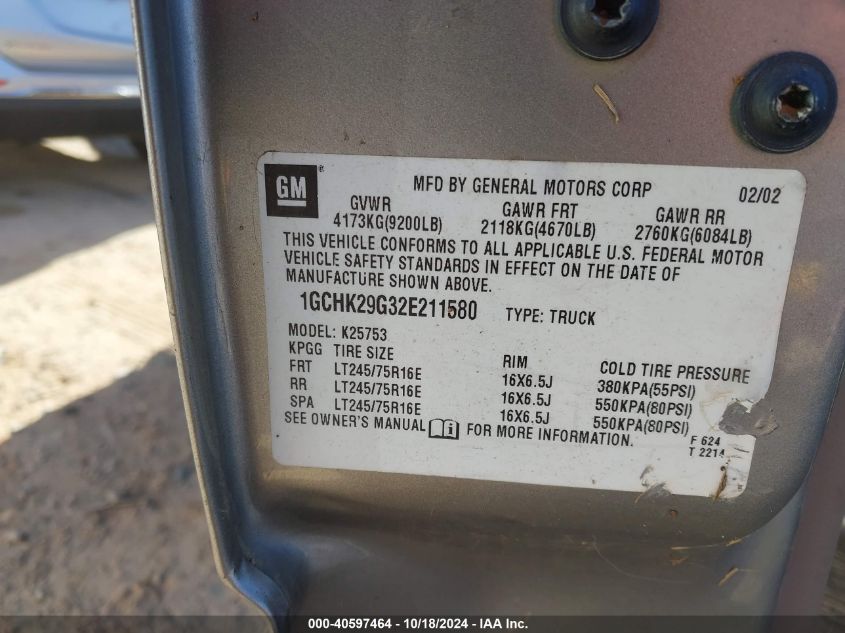 GM ® MFD BY GENERAL MOTORS CORP 02/02
GVWR GAWR FRT GAWR RR
4173KG(9200LB) 2118KG(4670LB) 2760KG(6084LB)
THIS VEHICLE CONFORMS TO ALL APPLICABLE U.S. FEDERAL MOTOR
VEHICLE SAFETY STANDARDS IN EFFECT ON THE DATE OF
MANUFACTURE SHOWN ABOVE.
1GCHK29G32E211580 TYPE: TRUCK
MODEL: K25753
KPGG TIRE SIZE RIM COLD TIRE PRESSURE
FRT LT245/75R16E 16X6.5J 380KPA(55PSI)
RR LT245/75R16E 16X6.5J 550KPA(80PSI)
SPA LT245/75R16E 16X6.5J 550KPA(80PSI)
SEE OWNER'S MANUAL FOR MORE INFORMATION.
F 624
T 2214
000-40597464 - 10/18/2024 - IAA Inc.